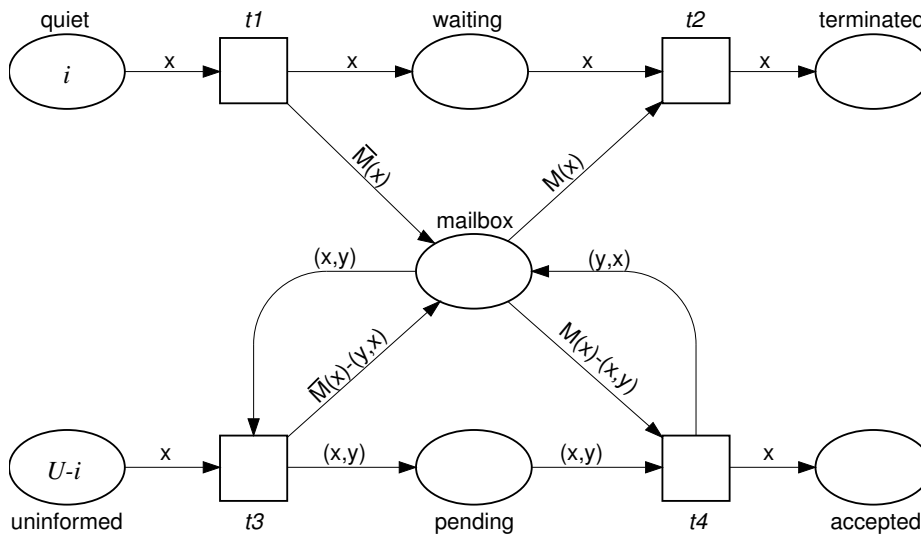 quiet
t1
waiting
t2
terminated
i
x
x
x
x
M̅(x)
M(x)
mailbox
(x,y)
(y,x)
M̅(x)-(y,x)
M(x)-(x,y)
U-i
x
(x,y)
(x,y)
x
uninformed
t3
pending
t4
accepted